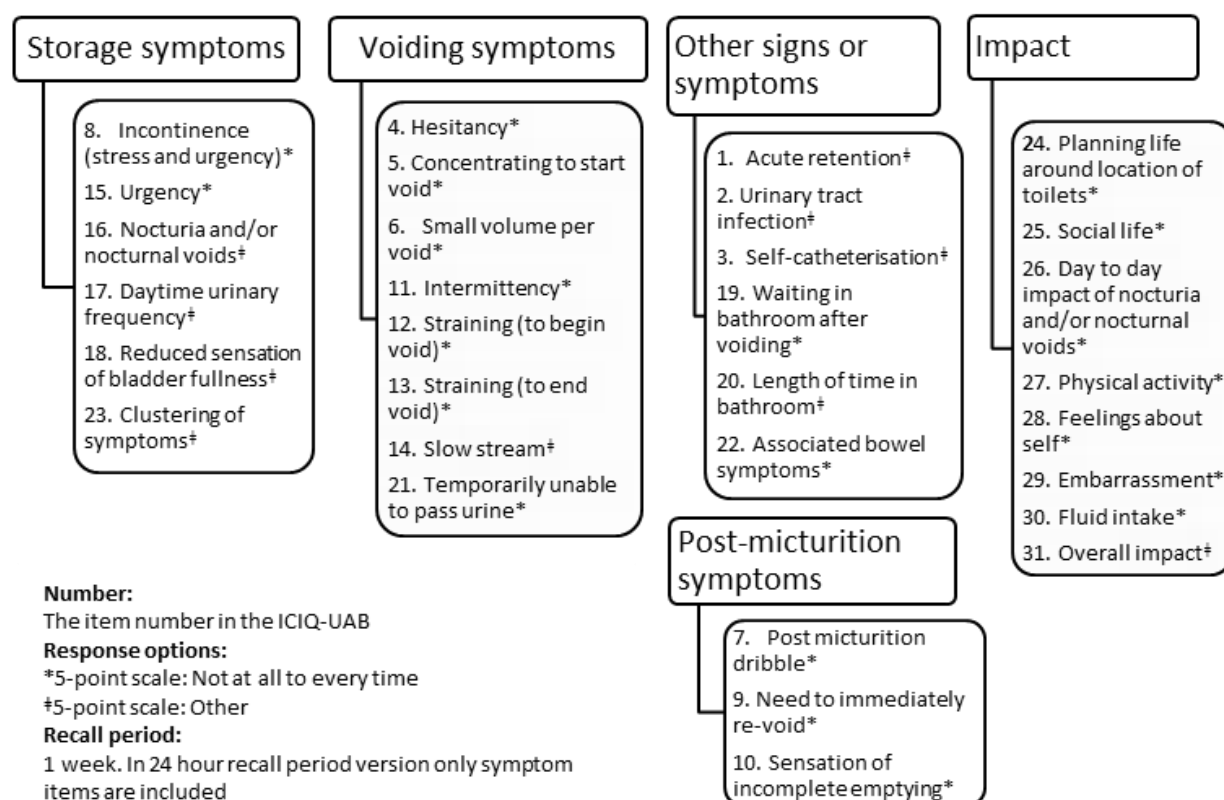 Storage symptoms
8. Incontinence
(stress and urgency)*
15. Urgency*
16. Nocturia and/or
nocturnal voids‡
17. Daytime urinary
frequency‡
18. Reduced sensation
of bladder fullness‡
23. Clustering of
symptoms‡
Voiding symptoms
4. Hesitancy*
5. Concentrating to start
void*
6. Small volume per
void*
11. Intermittency*
12. Straining (to begin
void)*
13. Straining (to end
void)*
14. Slow stream‡
21. Temporarily unable
to pass urine*
Other signs or
symptoms
1. Acute retention‡
2. Urinary tract
infection‡
3. Self-catheterisation‡
19. Waiting in
bathroom after
voiding*
20. Length of time in
bathroom‡
22. Associated bowel
symptoms*
Post-micturition
symptoms
7. Post micturition
dribble*
9. Need to immediately
re-void*
10. Sensation of
incomplete emptying*
Impact
24. Planning life
around location of
toilets*
25. Social life*
26. Day to day
impact of nocturia
and/or nocturnal
voids*
27. Physical activity*
28. Feelings about
self*
29. Embarrassment*
30. Fluid intake*
31. Overall impact‡
Number:
The item number in the ICIQ-UAB
Response options:
*5-point scale: Not at all to every time
‡5-point scale: Other
Recall period:
1 week. In 24 hour recall period version only symptom
items are included